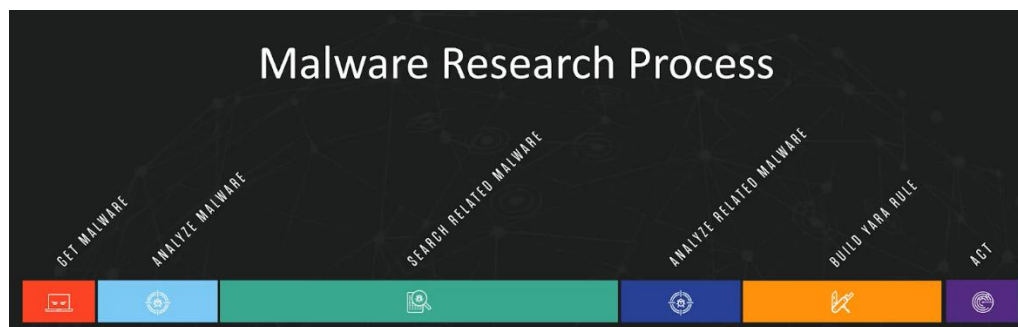 Malware Research Process
GET MALWARE
ANALYZE MALWARE
SEARCH RELATED MALWARE
ANALYZE RELATED MALWARE
BUILD YARA RULE
ACT